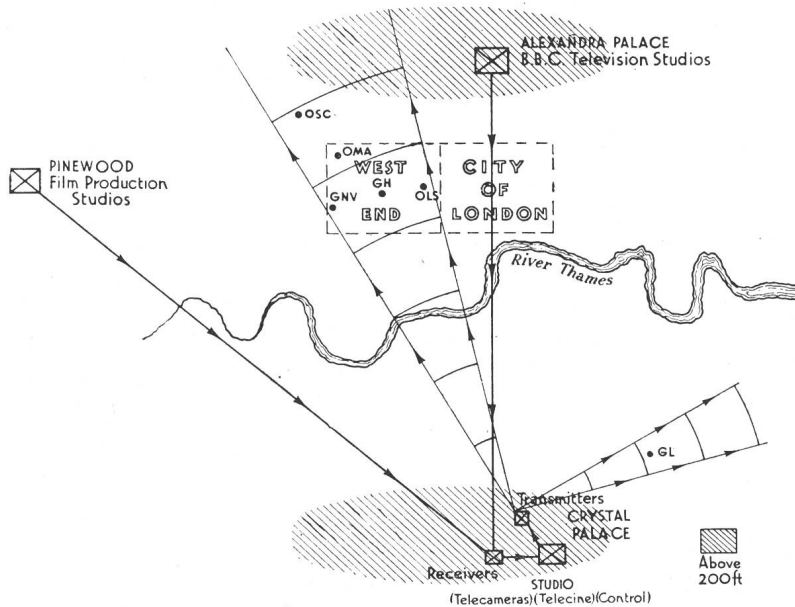 ALEXANDRA PALACE
B.B.C. Television Studios
OSC
OMA
WEST
END
GH
GNV
OLS
CITY
OF
LONDON
PINEWOOD
Film Production
Studios
River Thames
GL
Transmitters
CRYSTAL
PALACE
Receivers
STUDIO
(Telecameras)(Telecine)(Control)
Above
200ft